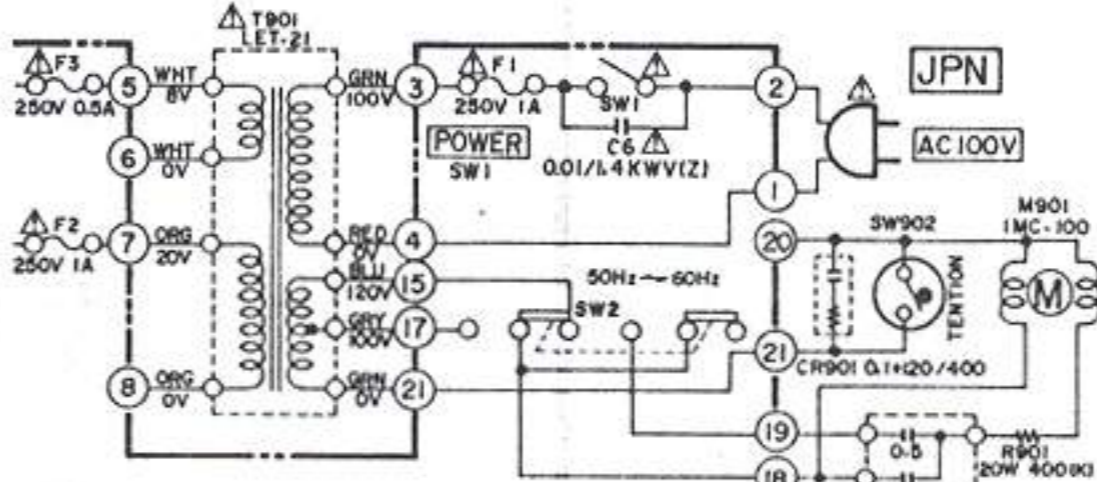 T901
LET-21
F3
250V 0.5A
5
WHT
8V
GRN
100V
3
F1
250V 1A
SW1
C6
0.01/1.4KWV(Z)
POWER
SW1
2
JPN
AC100V
6
WHT
0V
1
F2
250V 1A
7
ORG
20V
RED
0V
4
BLU
120V
15
50Hz～60Hz
SW2
GRY
100V
17
20
SW902
TENTION
M901
1MC-100
M
8
ORG
0V
GRN
0V
21
21
CR901 0.1+120/400
19
0.5
R901
20W 400(K)
18